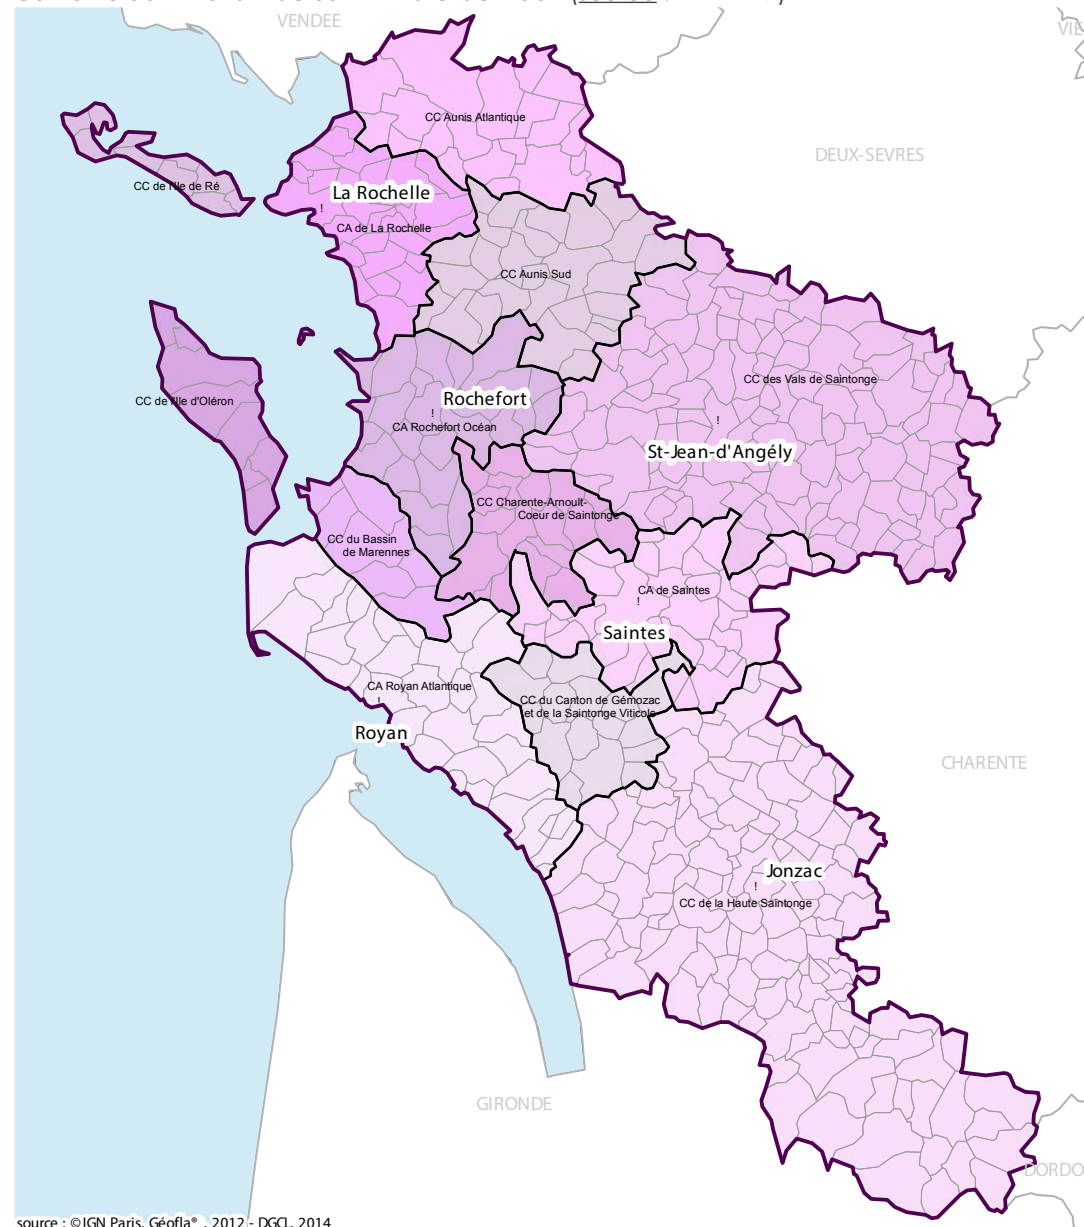 VENDEE
VIE
CC Aunis Atlantique
DEUX-SEVRES
CC de l'Ile de Ré
La Rochelle
!
CA de La Rochelle
CC Aunis Sud
CC des Vals de Saintonge
CC de l'Ile d'Oléron
Rochefort
!
CA Rochefort Océan
!
St-Jean-d'Angély
CC Charente-Arnoult-
Coeur de Saintonge
CC du Bassin
de Marennes
CA de Saintes
!
Saintes
CA Royan Atlantique
!
CC du Canton de Gémozac
et de la Saintonge Viticole
Royan
CHARENTE
Jonzac
!
CC de la Haute Saintonge
GIRONDE
DORDO
source : ©IGN Paris, Géofla® , 2012 - DGCL, 2014